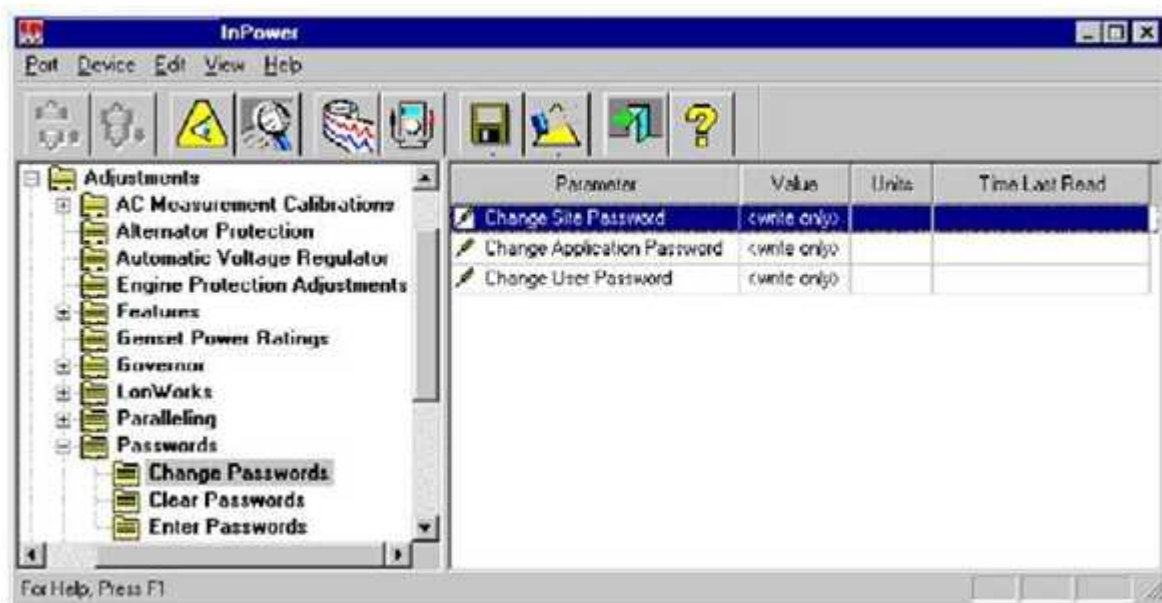 InPower
Port Device Edit View Help
Adjustments
AC Measurement Calibrations
Alternator Protection
Automatic Voltage Regulator
Engine Protection Adjustments
Features
Genset Power Ratings
Governor
LonWorks
Paralleling
Passwords
Change Passwords
Clear Passwords
Enter Passwords
Parameter Value Units Time Last Read
Change Site Password <write only>
Change Application Password <write only>
Change User Password <write only>
For Help, Press F1